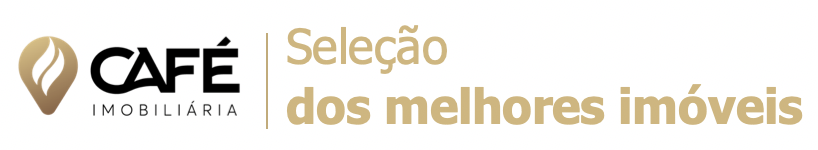 CAFÉ
IMOBILIÁRIA
Seleção
dos melhores imóveis